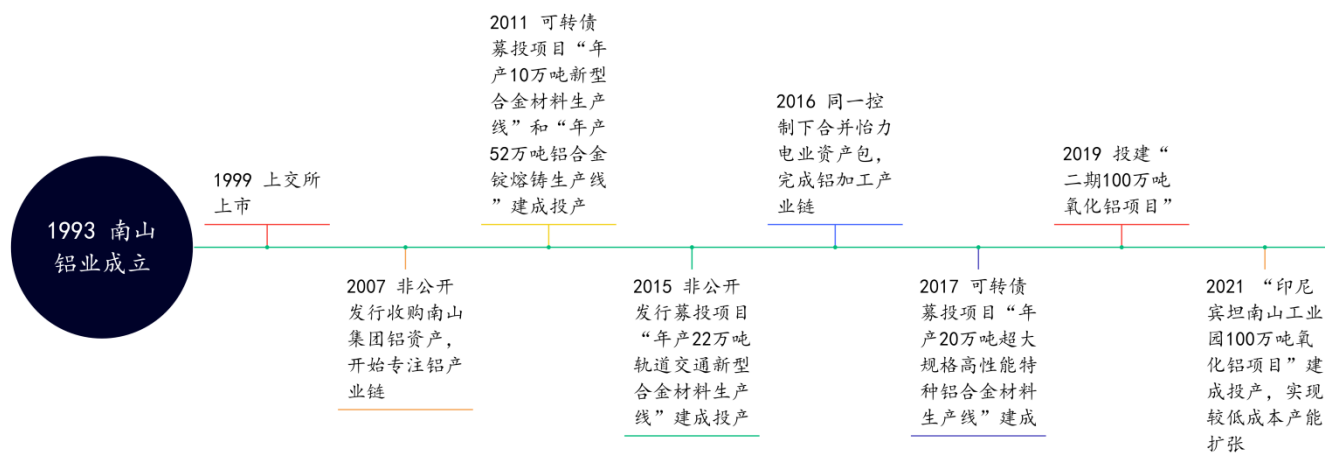 1993 南山
铝业成立
1999 上交所
上市
2007 非公开
发行收购南山
集团铝资产，
开始专注铝产
业链
2011 可转债
募投项目“年
产10万吨新型
合金材料生产
线”和“年产
52万吨铝合金
锭熔铸生产线
”建成投产
2015 非公开
发行募投项目
“年产22万吨
轨道交通新型
合金材料生产
线”建成投产
2016 同一控
制下合并怡力
电业资产包，
完成铝加工产
业链
2017 可转债
募投项目“年
产20万吨超大
规格高性能特
种铝合金材料
生产线”建成
2019 投建“
二期100万吨
氧化铝项目”
2021 “印尼
宾坦南山工业
园100万吨氧
化铝项目”建
成投产，实现
较低成本产能
扩张